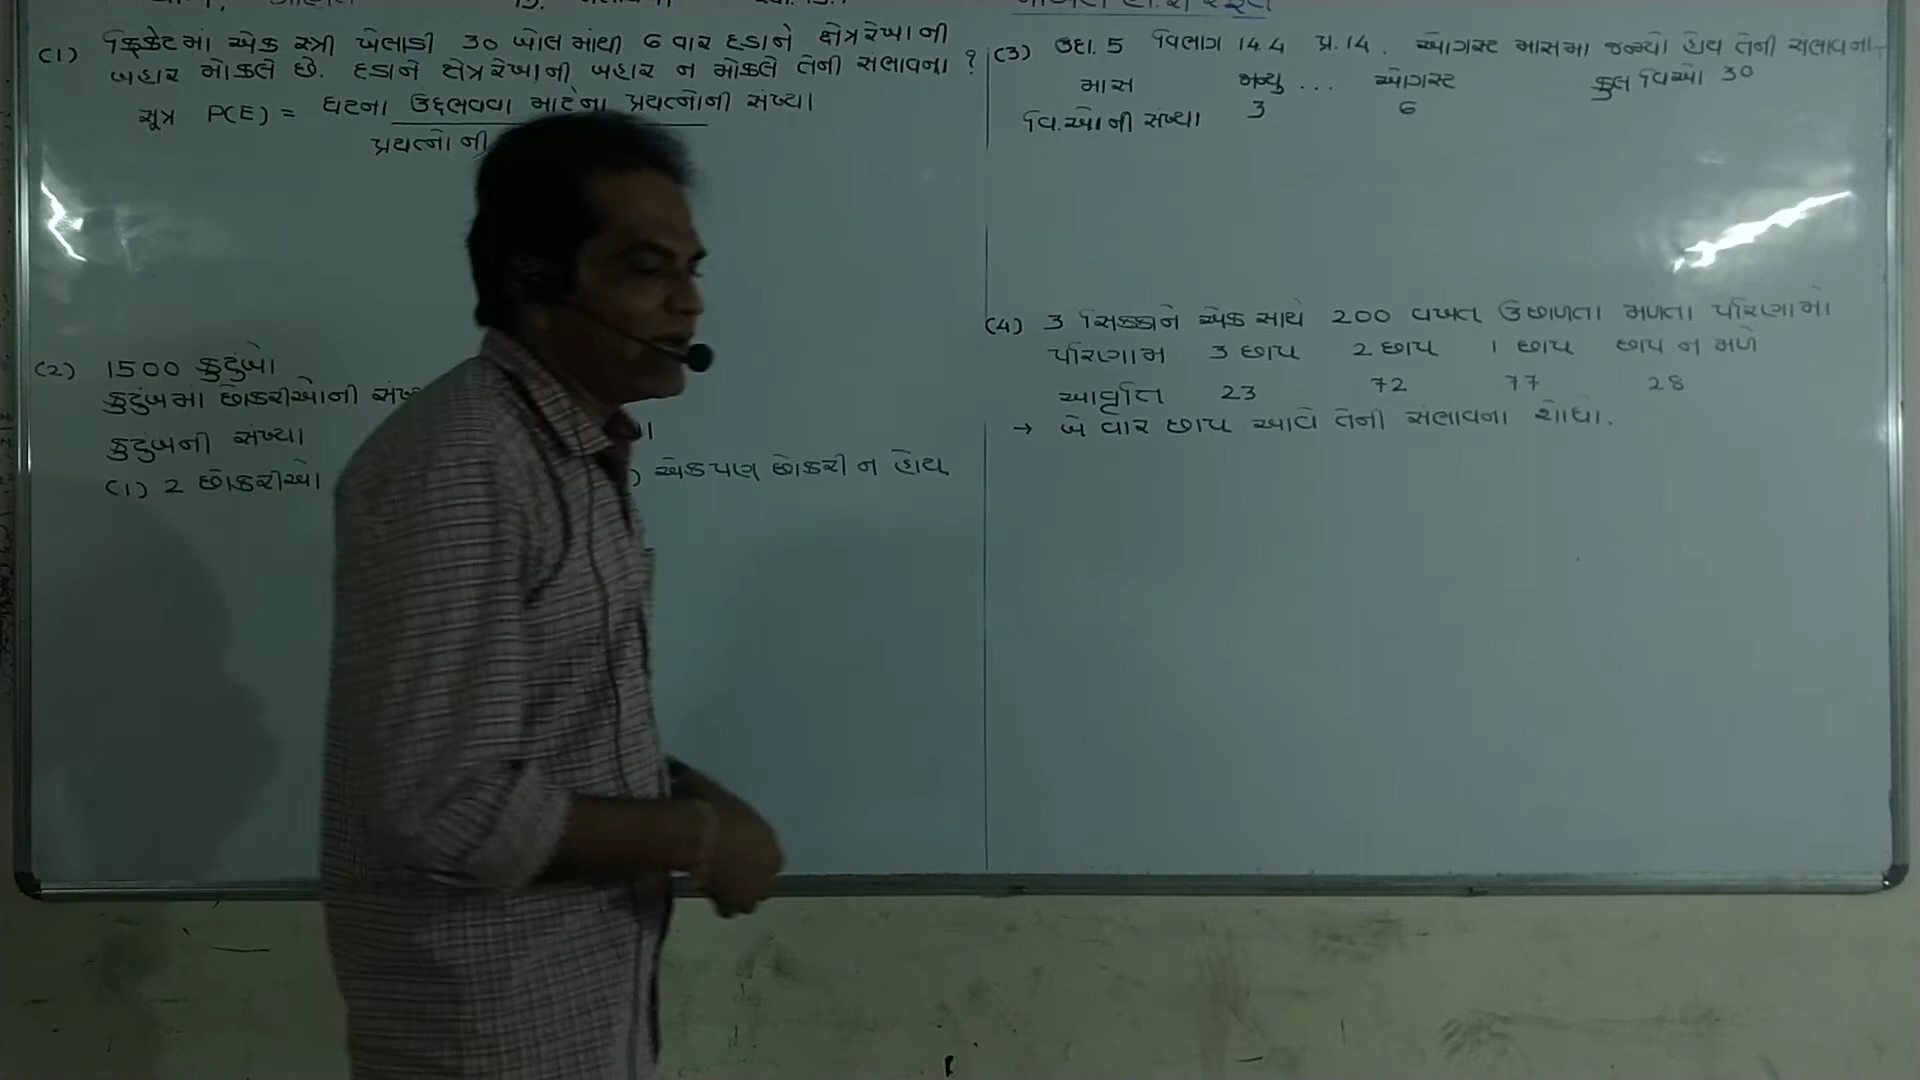 (1) ક્રિકેટમાં એક સ્ત્રી ખેલાડી 30 બોલ માંથી 6 વાર દડાને ક્ષેત્રરેખાની
બહાર મોકલે છે. દડાને ક્ષેત્રરેખાની બહાર ન મોકલે તેની સંભાવના ?
સૂત્ર P(E) = ઘટના ઉદ્દભવવા માટેના પ્રયત્નોની સંખ્યા
પ્રયત્નોની
(2) 1500 કુટુંબો
કુટુંબમાં છોકરીઓની
કુટુંબની સંખ્યા
(1) 2 છોકરીઓ ) એકપણ છોકરી ન હોય
(3) ઉદા. 5 વિભાગ 14.4 પ્ર. 14. ઓગસ્ટ માસમાં જન્મ્યો હોય તેની સંભાવના
માસ જાન્યુ ... ઓગસ્ટ કુલ વિ.ઓ 30
વિ.ઓની સંખ્યા 3 6
(4) 3 સિક્કાને એક સાથે 200 વખત ઉછાળતા મળતા પરિણામો
પરિણામ 3 છાપ 2 છાપ 1 છાપ છાપ ન મળે
આવૃત્તિ 23 72 77 28
→ બે વાર છાપ આવે તેની સંભાવના શોધો.